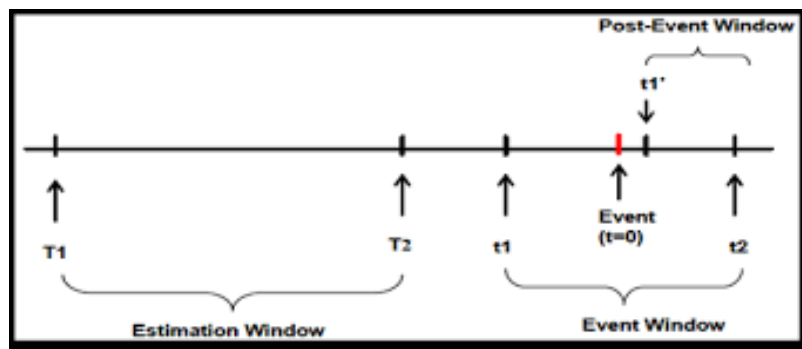 Post-Event Window
t1'
T1
T2
t1
Event
(t=0)
t2
Estimation Window
Event Window